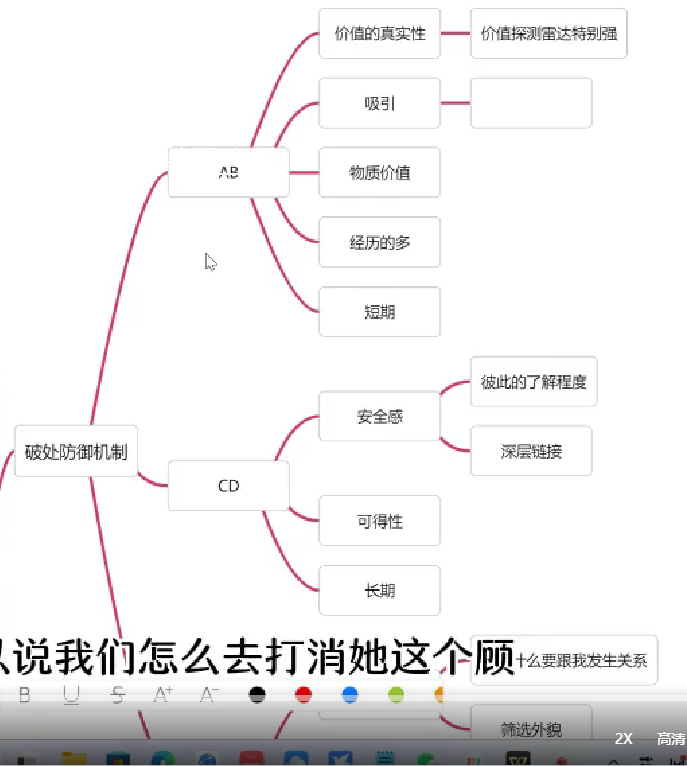 价值的真实性
价值探测雷达特别强
吸引
AB
物质价值
经历的多
短期
彼此的了解程度
安全感
深层链接
破处防御机制
CD
可得性
长期
说我们怎么去打消她这个顾
什么要跟我发生关系
B U S A+ A-
筛选外貌
2X 高清